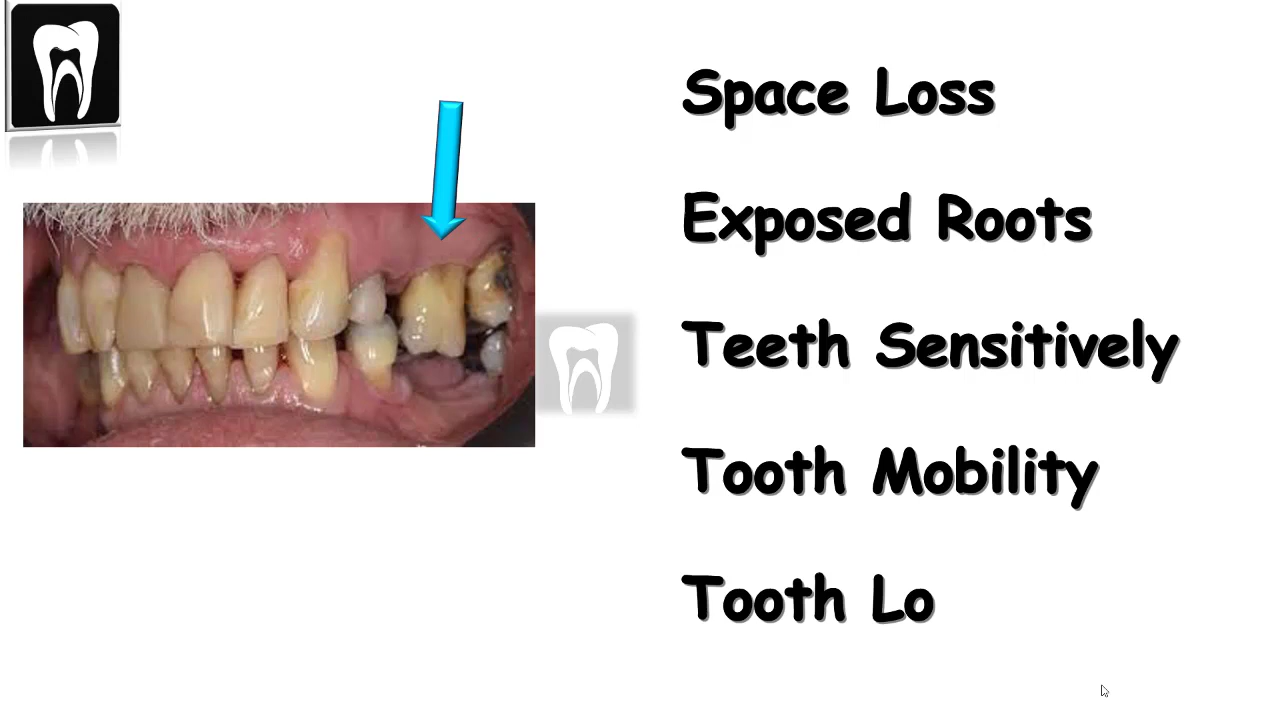 Space Loss
Exposed Roots
Teeth Sensitively
Tooth Mobility
Tooth Lo